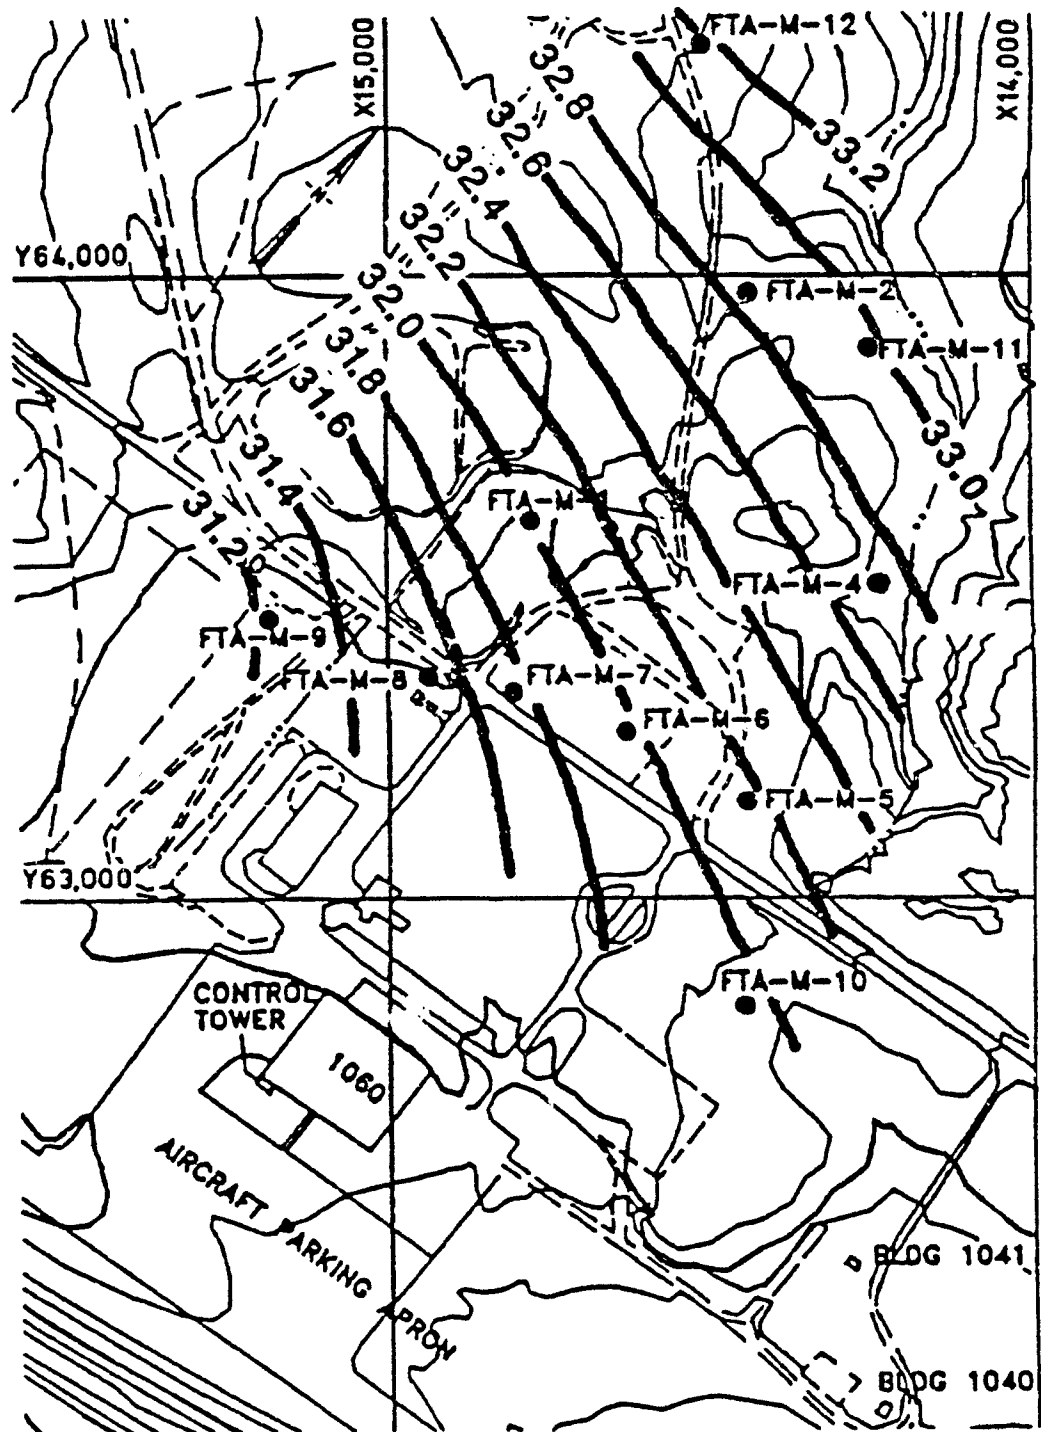 FTA-M-12
X15,000
X14,000
32.8
33.2
32.6
32.4
32.2
Y64,000
32.0
FTA-M-2
31.8
FTA-M-11
31.6
33.0
31.4
FTA-M-1
31.2
FTA-M-4
FTA-M-9
FTA-M-8
FTA-M-7
FTA-M-6
FTA-M-5
Y63,000
FTA-M-10
CONTROL
TOWER
1060
AIRCRAFT PARKING APRON
BLDG 1041
BLDG 1040